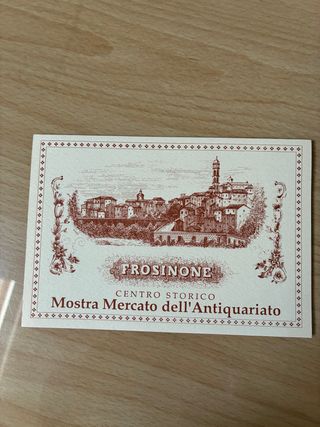 FROSINONE
CENTRO STORICO
Mostra Mercato dell'Antiquariato